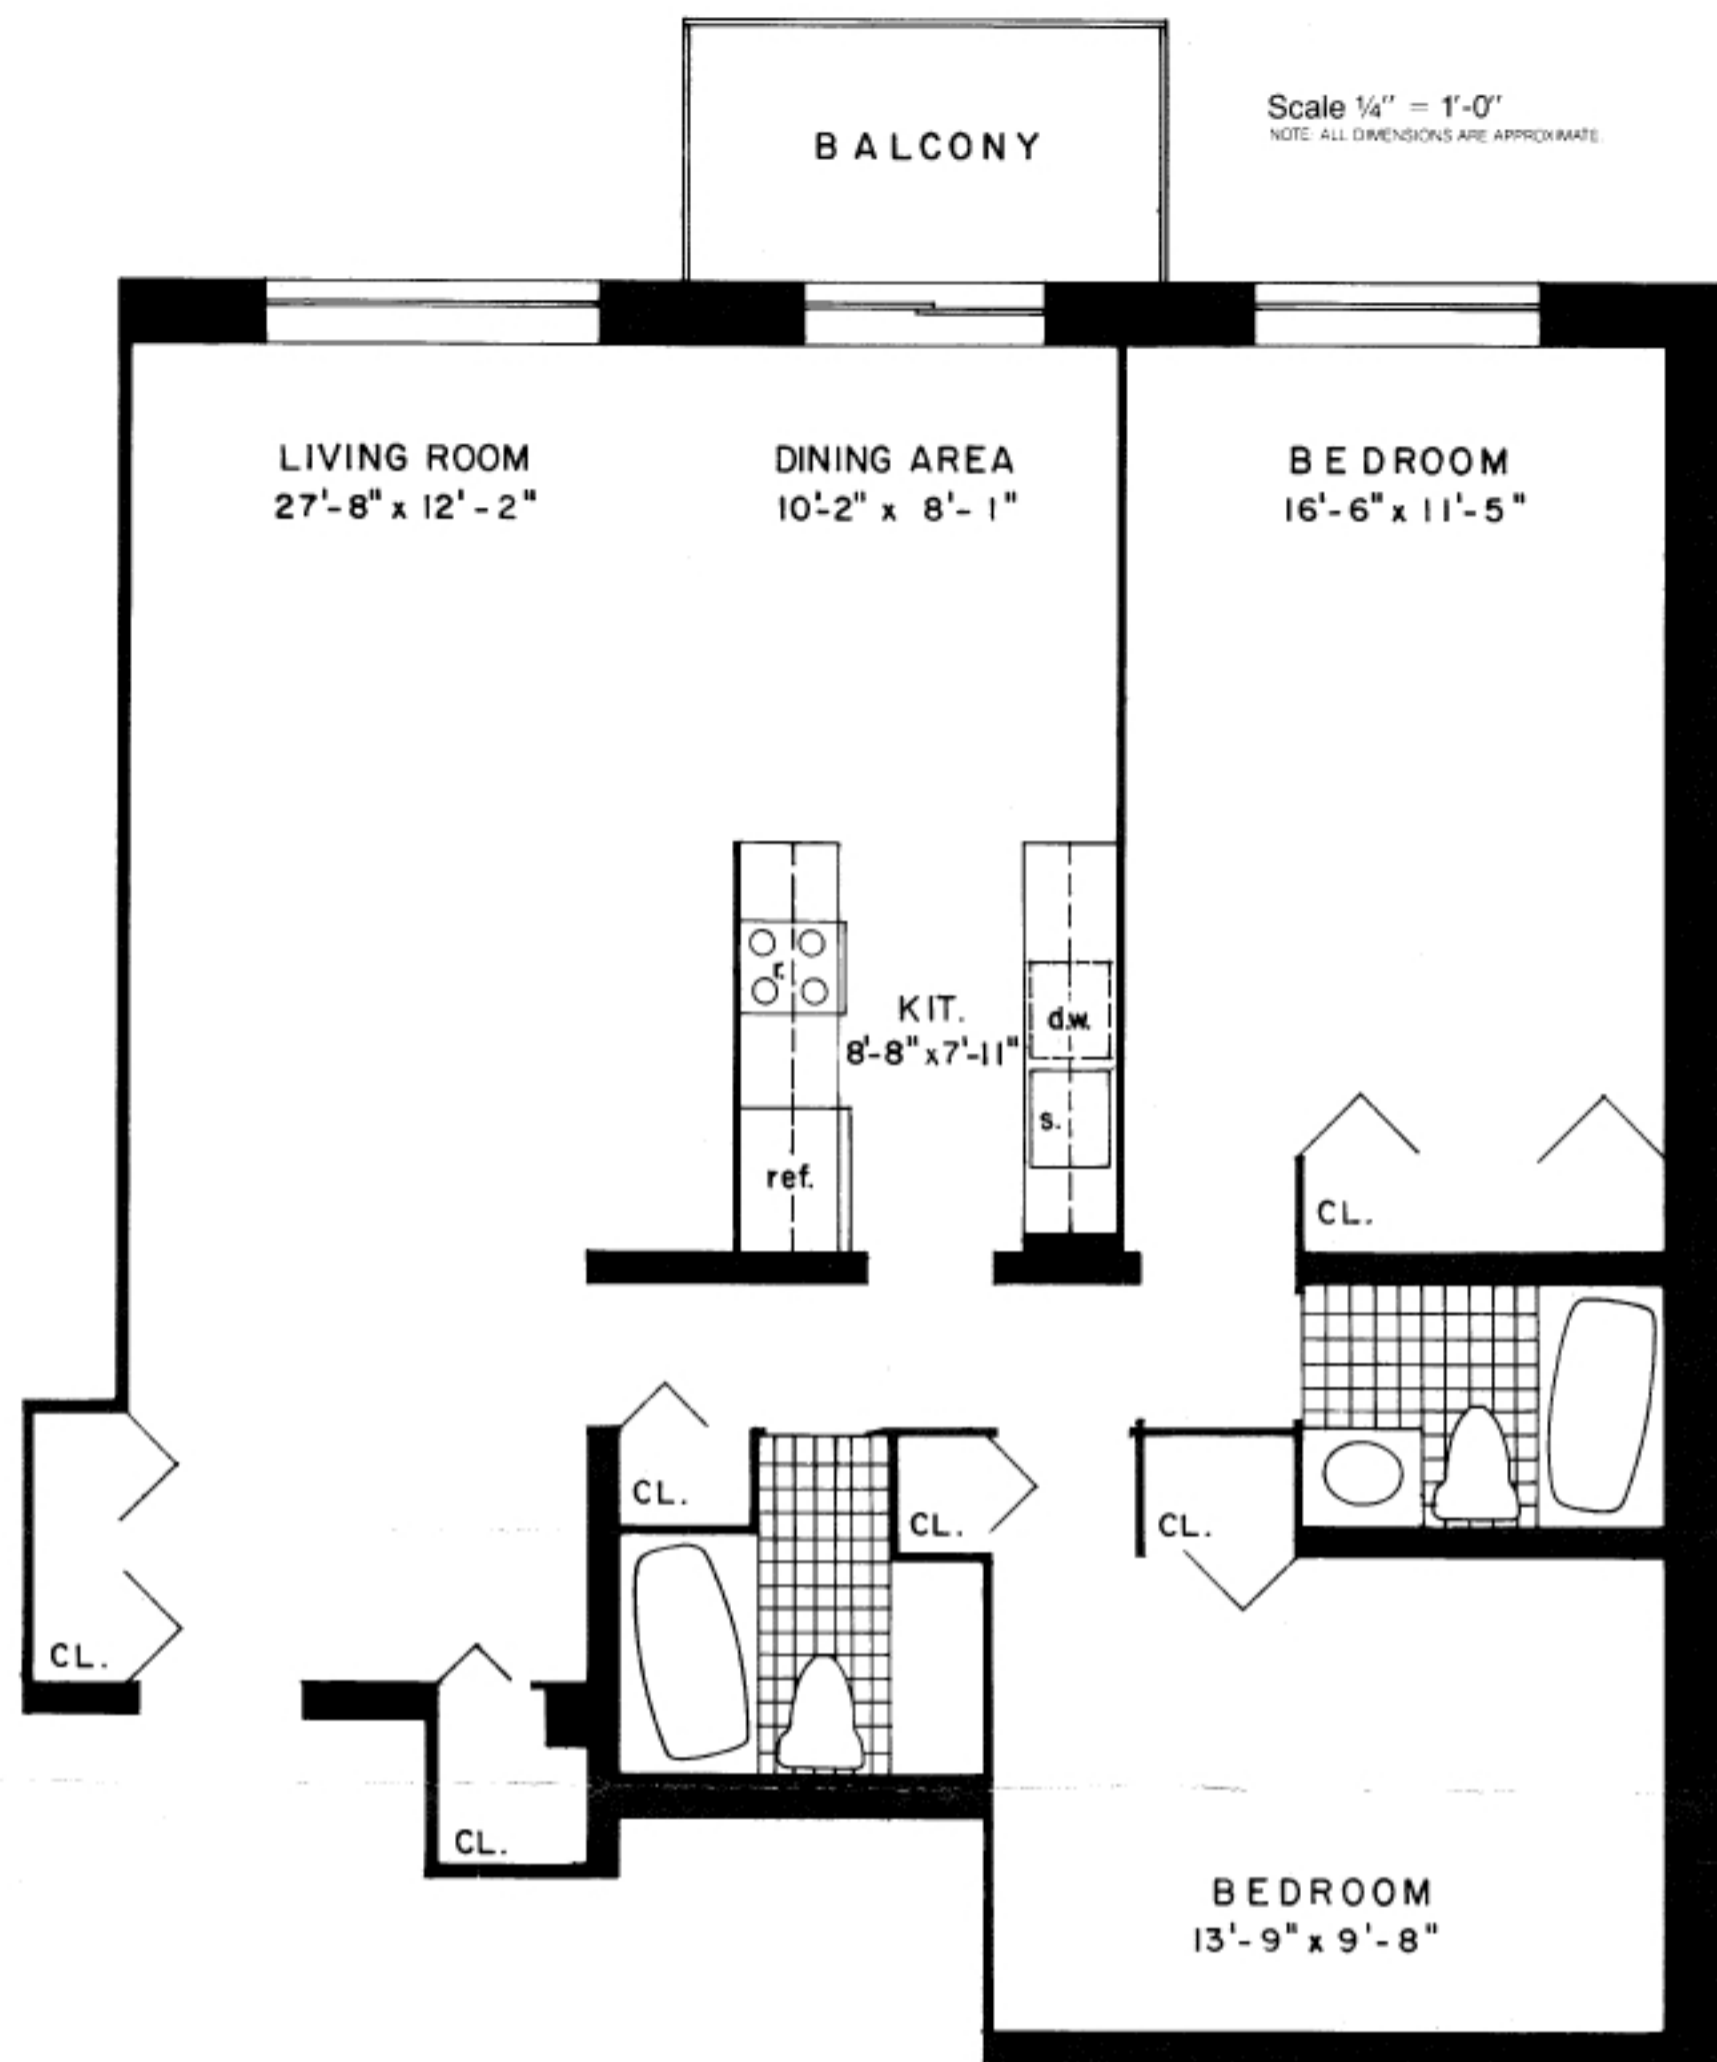 BALCONY
Scale ¼" = 1'-0"
NOTE: ALL DIMENSIONS ARE APPROXIMATE.
LIVING ROOM
27'-8" x 12'-2"
DINING AREA
10'-2" x 8'-1"
BEDROOM
16'-6" x 11'-5"
r.
KIT.
8'-8" x 7'-11"
d.w.
s.
ref.
CL.
CL.
CL.
CL.
CL.
CL.
BEDROOM
13'-9" x 9'-8"